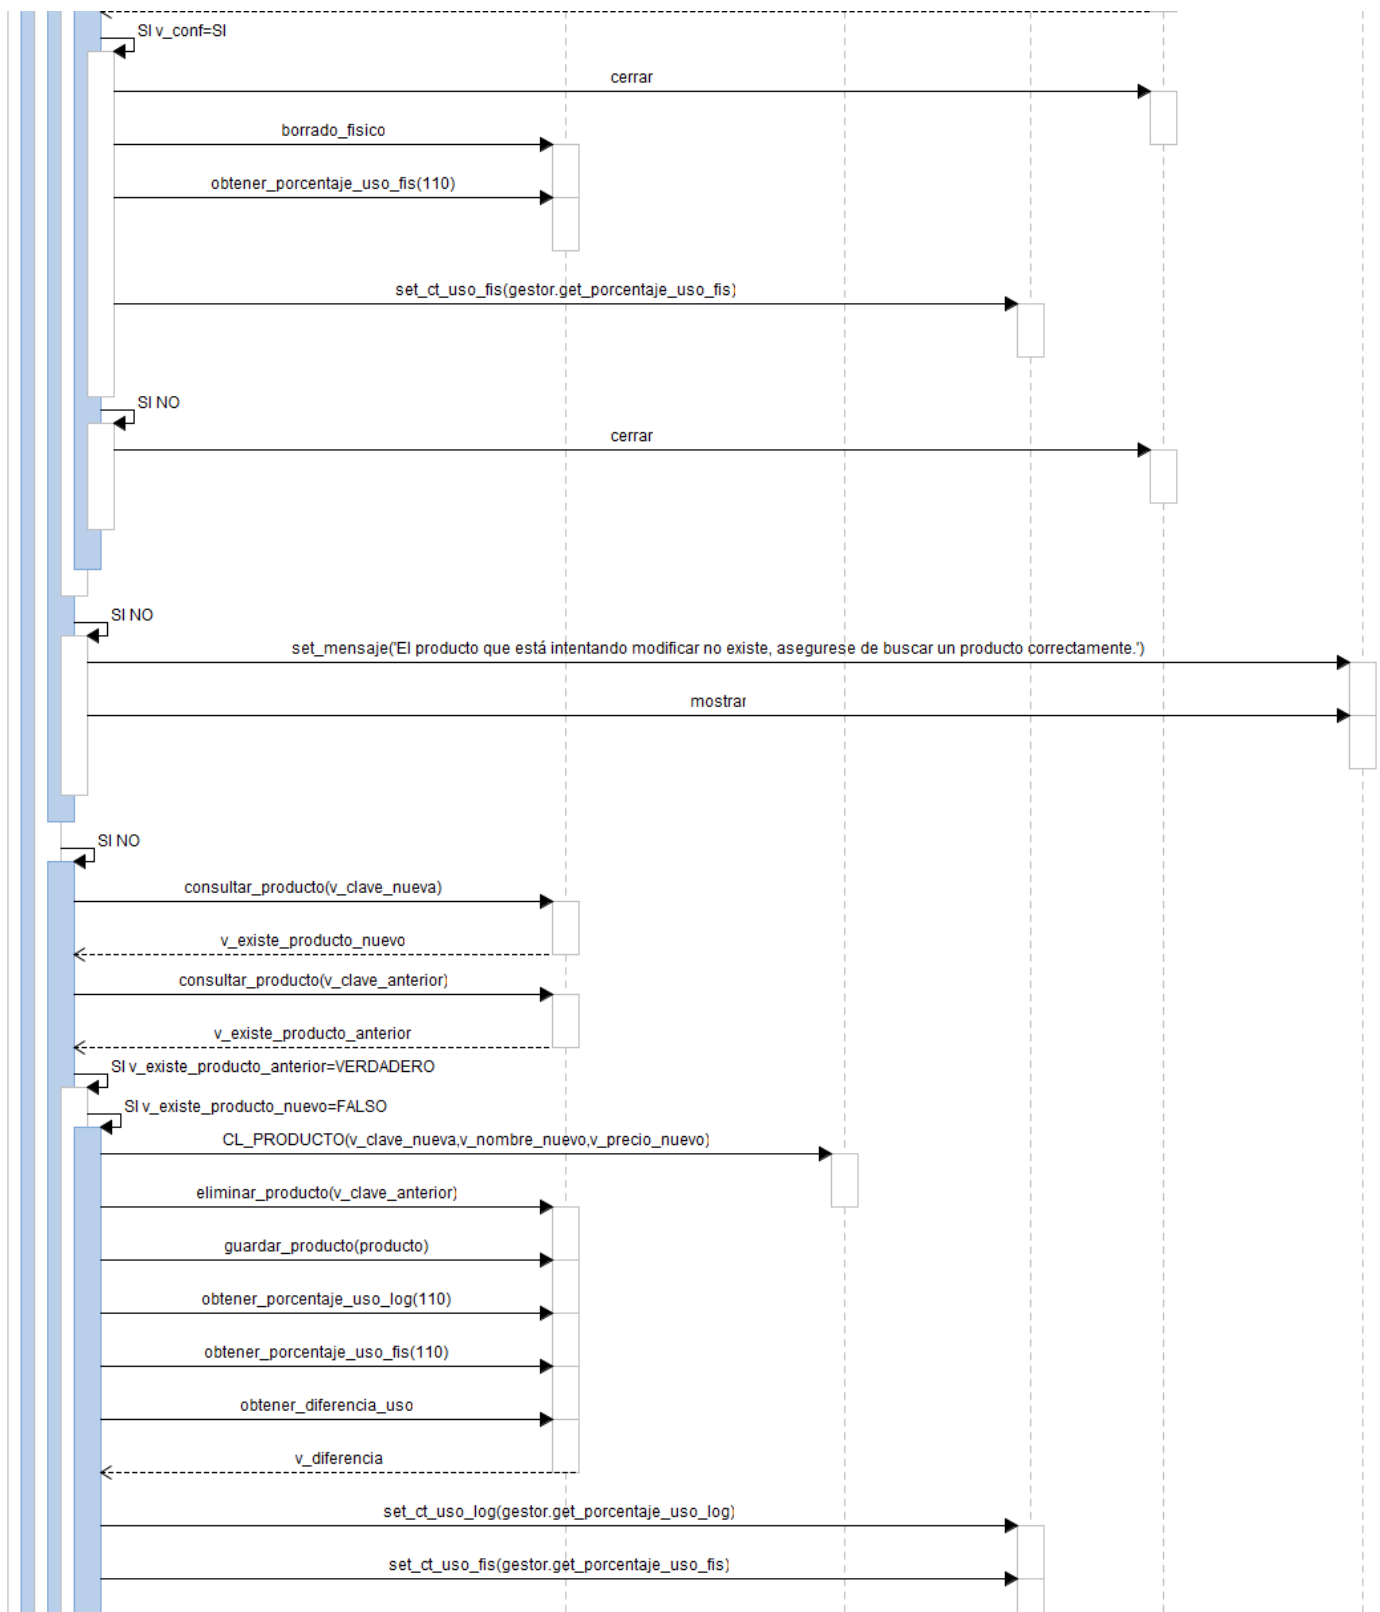 SI v_conf=SI
cerrar
borrado_fisico
obtener_porcentaje_uso_fis(110)
set_ct_uso_fis(gestor.get_porcentaje_uso_fis)
SI NO
cerrar
SI NO
set_mensaje('El producto que está intentando modificar no existe, asegurese de buscar un producto correctamente.')
mostrar
SI NO
consultar_producto(v_clave_nueva)
v_existe_producto_nuevo
consultar_producto(v_clave_anterior)
v_existe_producto_anterior
SI v_existe_producto_anterior=VERDADERO
SI v_existe_producto_nuevo=FALSO
CL_PRODUCTO(v_clave_nueva,v_nombre_nuevo,v_precio_nuevo)
eliminar_producto(v_clave_anterior)
guardar_producto(producto)
obtener_porcentaje_uso_log(110)
obtener_porcentaje_uso_fis(110)
obtener_diferencia_uso
v_diferencia
set_ct_uso_log(gestor.get_porcentaje_uso_log)
set_ct_uso_fis(gestor.get_porcentaje_uso_fis)